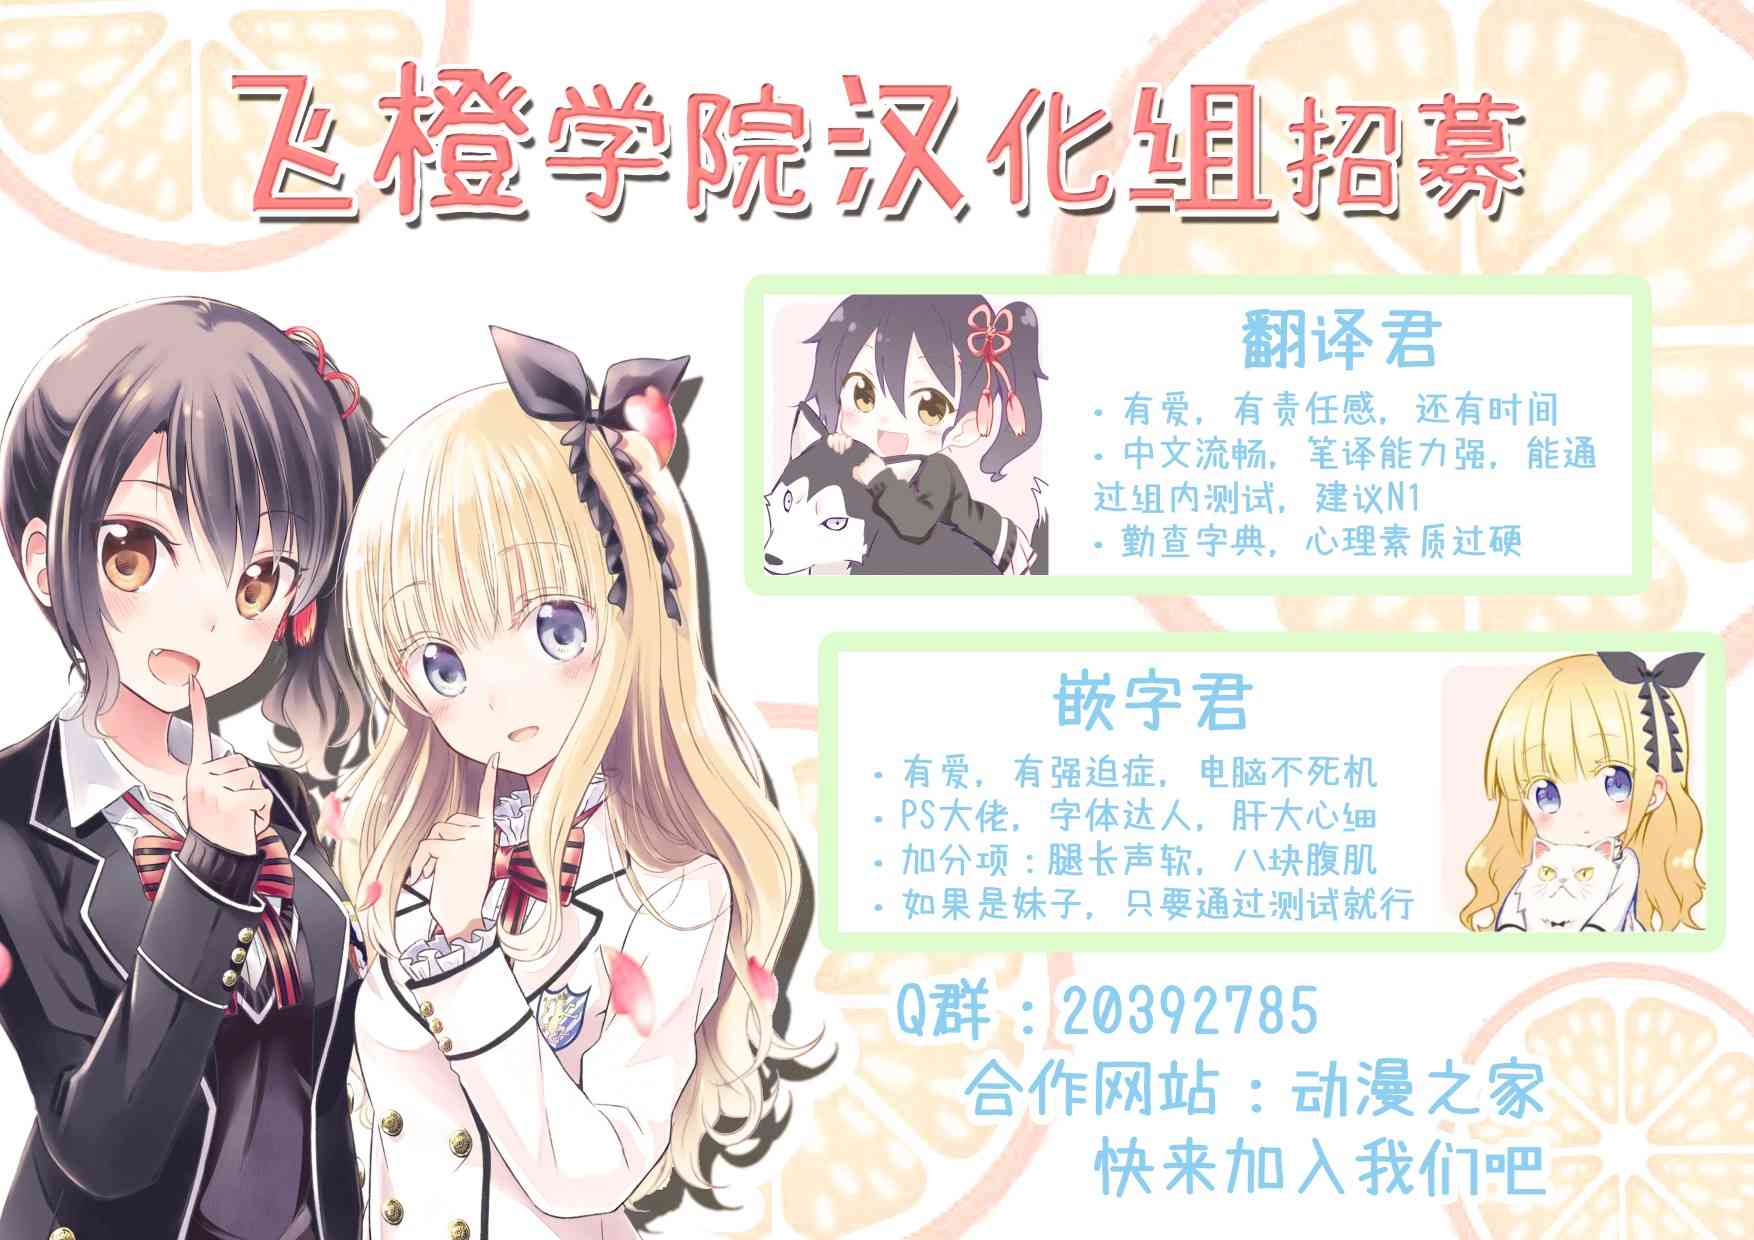 飞橙学院汉化组招募
翻译君
· 有爱，有责任感，还有时间
· 中文流畅，笔译能力强，能通
过组内测试，建议N1
· 勤查字典，心理素质过硬
嵌字君
· 有爱，有强迫症，电脑不死机
· PS大佬，字体达人，肝大心细
· 加分项：腿长声软，八块腹肌
· 如果是妹子，只要通过测试就行
Q群：20392785
合作网站：动漫之家
快来加入我们吧